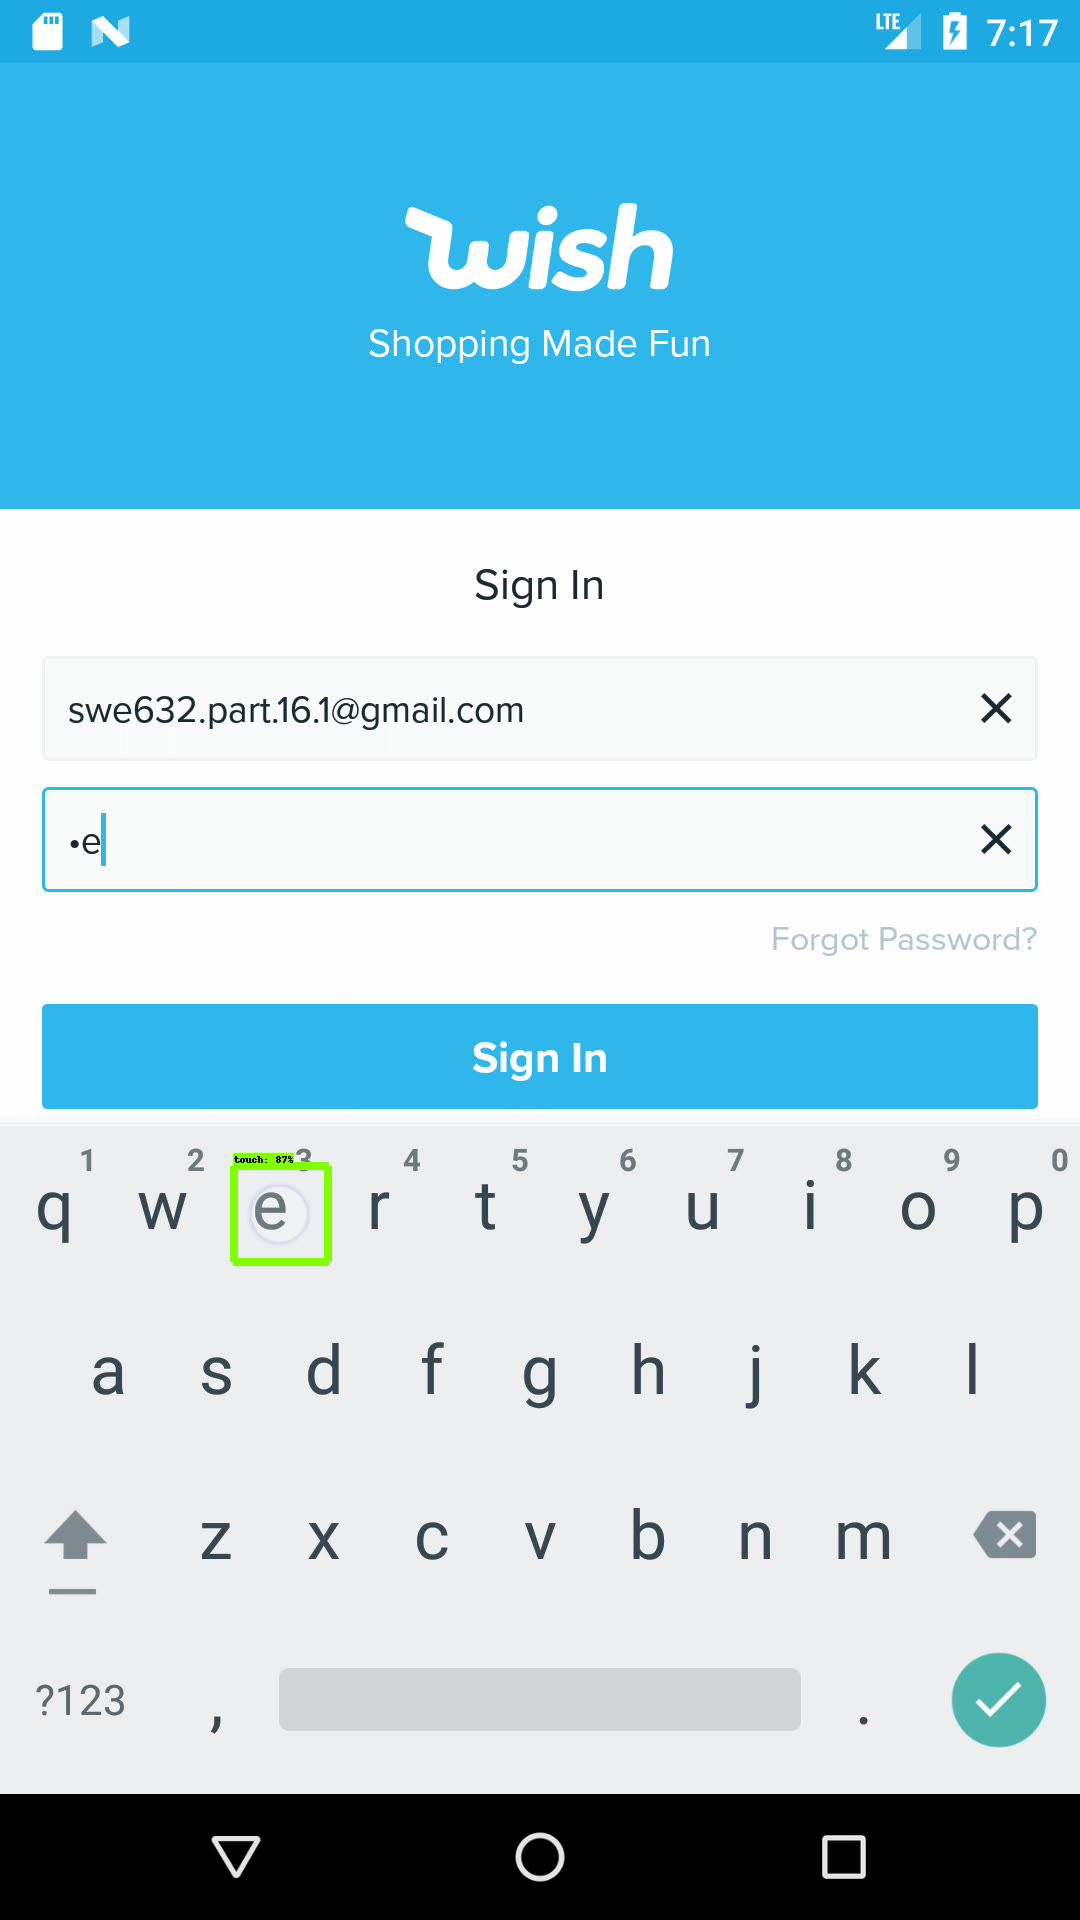 LTE 7:17
wish
Shopping Made Fun
Sign In
swe632.part.16.1@gmail.com
•e
Forgot Password?
Sign In
touch: 87%
1 2 3 4 5 6 7 8 9 0
q w e r t y u i o p
a s d f g h j k l
z x c v b n m
?123 , .